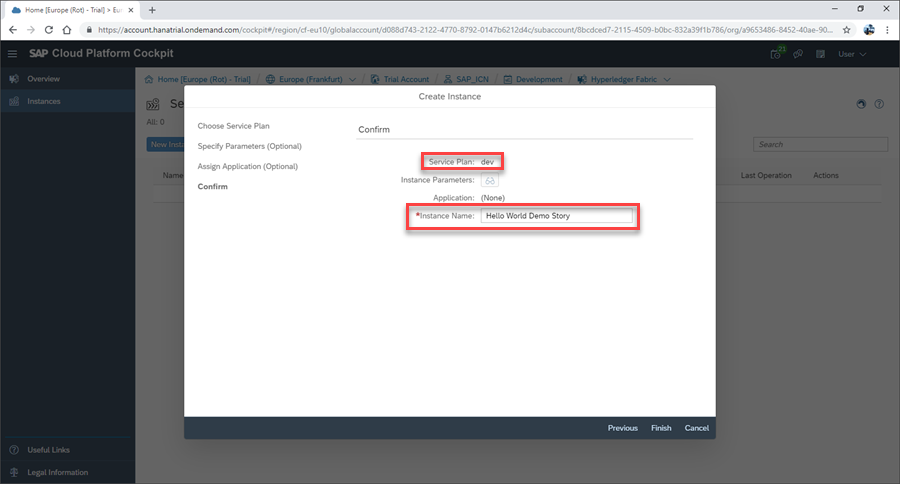 Home [Europe (Rot) - Trial] > Eur
https://account.hanatrial.ondemand.com/cockpit#/region/cf-eu10/globalaccount/d088d743-2122-4770-8792-0147b6212d4c/subaccount/8bcdced7-2115-4509-b0bc-832a39f1b786/org/a9653486-8452-40ae-90...
SAP Cloud Platform Cockpit
23
User
Overview
Instances
Home [Europe (Rot) - Trial] / Europe (Frankfurt) / Trial Account / SAP_ICN / Development / Hyperledger Fabric
Se
All: 0
New Insta
Search
Name
Last Operation
Actions
Create Instance
Choose Service Plan
Specify Parameters (Optional)
Assign Application (Optional)
Confirm
Confirm
Service Plan: dev
Instance Parameters:
Application: (None)
*Instance Name: Hello World Demo Story
Previous Finish Cancel
Useful Links
Legal Information